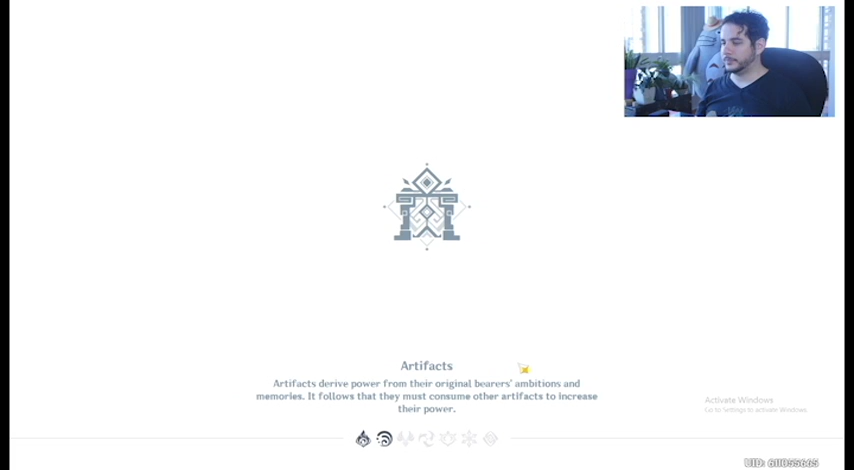 Artifacts
Artifacts derive power from their original bearers' ambitions and
memories. It follows that they must consume other artifacts to increase
their power.
Activate Windows
Go to Settings to activate Windows.